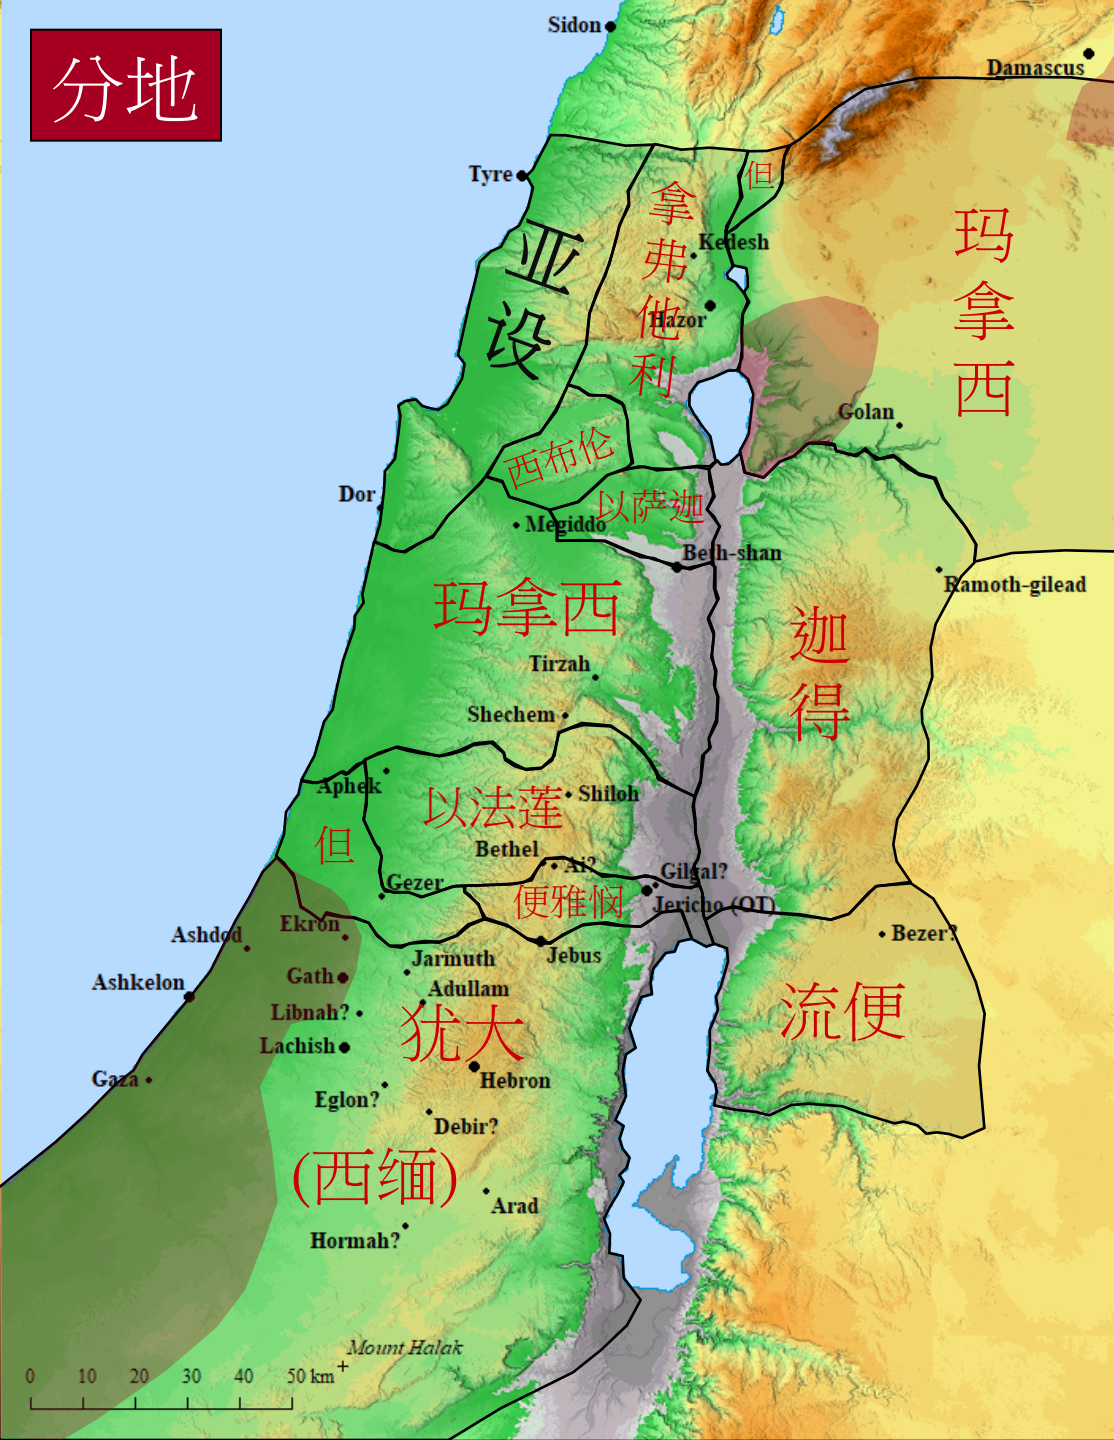 Sidon
Damascus
分地
Tyre
但
拿弗他利
玛拿西
亚设
Kedesh
Hazor
Golan
西布伦
Dor
以萨迦
Megiddo
Beth-shan
Ramoth-gilead
玛拿西
迦得
Tirzah
Shechem
Aphek
以法莲
Shiloh
但
Bethel
Ai?
Gilgal?
Gezer
便雅悯
Jericho (OT)
Ekron
Ashdod
Bezer?
Jebus
Jarmuth
Gath
Ashkelon
Adullam
Libnah?
流便
犹大
Lachish
Gaza
Hebron
Eglon?
Debir?
(西缅)
Arad
Hormah?
Mount Halak
0 10 20 30 40 50 km